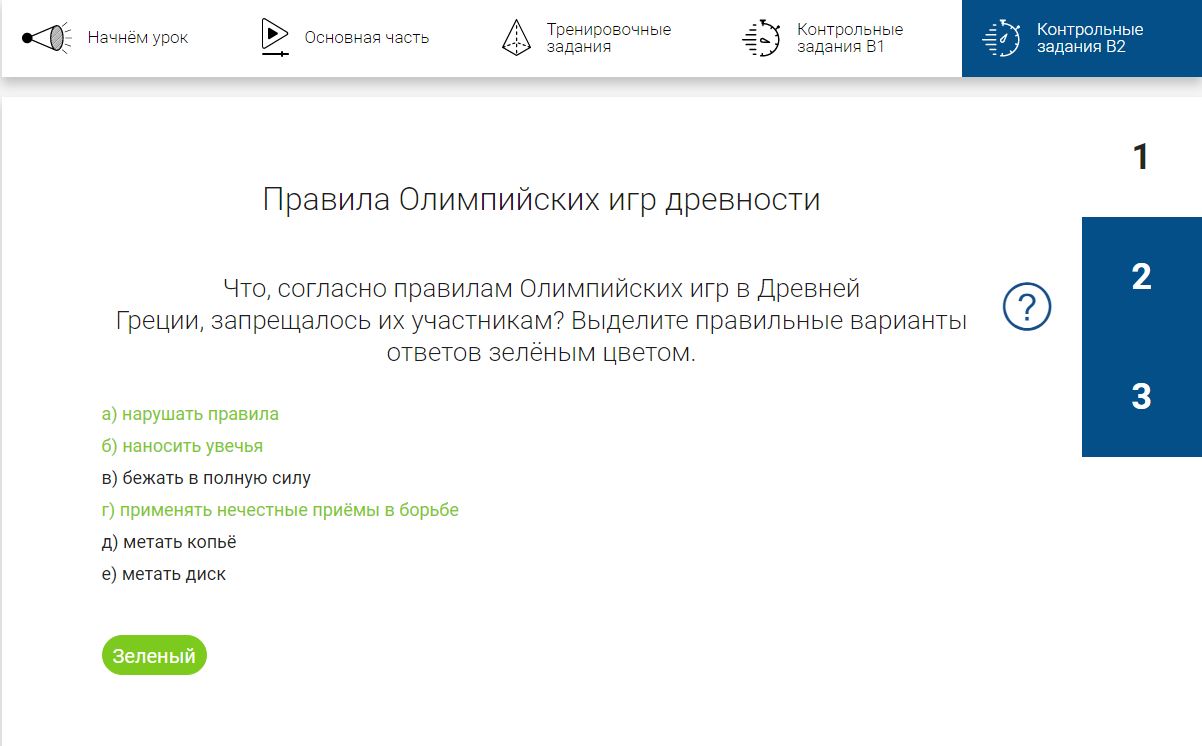 Начнём урок
Основная часть
Тренировочные
задания
Контрольные
задания В1
Контрольные
задания В2
1
2
3
Правила Олимпийских игр древности
Что, согласно правилам Олимпийских игр в Древней
Греции, запрещалось их участникам? Выделите правильные варианты
ответов зелёным цветом.
?
а) нарушать правила
б) наносить увечья
в) бежать в полную силу
г) применять нечестные приёмы в борьбе
д) метать копьё
е) метать диск
Зеленый